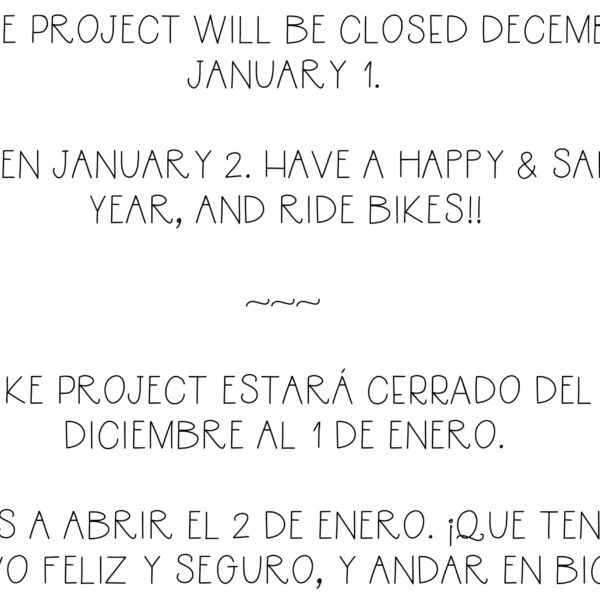 E PROJECT WILL BE CLOSED DECEMB
JANUARY 1.
EN JANUARY 2. HAVE A HAPPY & SA
YEAR, AND RIDE BIKES!!
~~~
KE PROJECT ESTARÁ CERRADO DEL
DICIEMBRE AL 1 DE ENERO.
S A ABRIR EL 2 DE ENERO. ¡QUE TEN
VO FELIZ Y SEGURO, Y ANDAR EN BIC